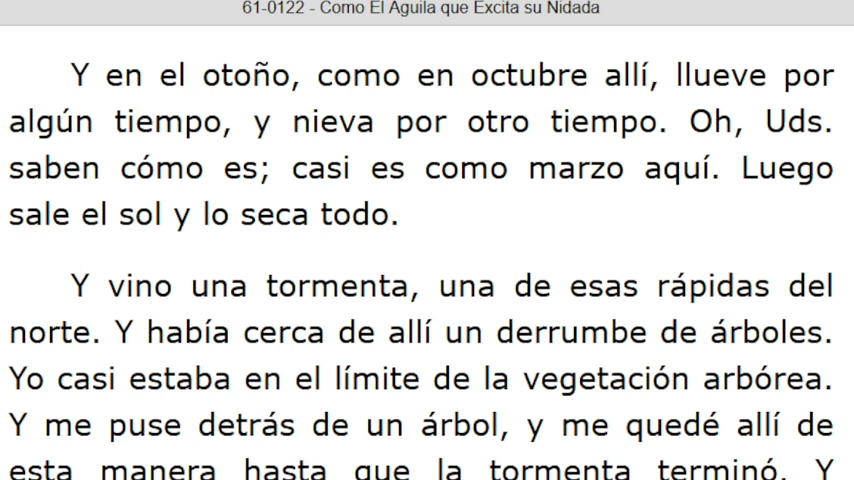 61-0122 - Como El Aguila que Excita su Nidada
Y en el otoño, como en octubre allí, llueve por
algún tiempo, y nieva por otro tiempo. Oh, Uds.
saben cómo es; casi es como marzo aquí. Luego
sale el sol y lo seca todo.
Y vino una tormenta, una de esas rápidas del
norte. Y había cerca de allí un derrumbe de árboles.
Yo casi estaba en el límite de la vegetación arbórea.
Y me puse detrás de un árbol, y me quedé allí de
esta manera hasta que la tormenta terminó. Y